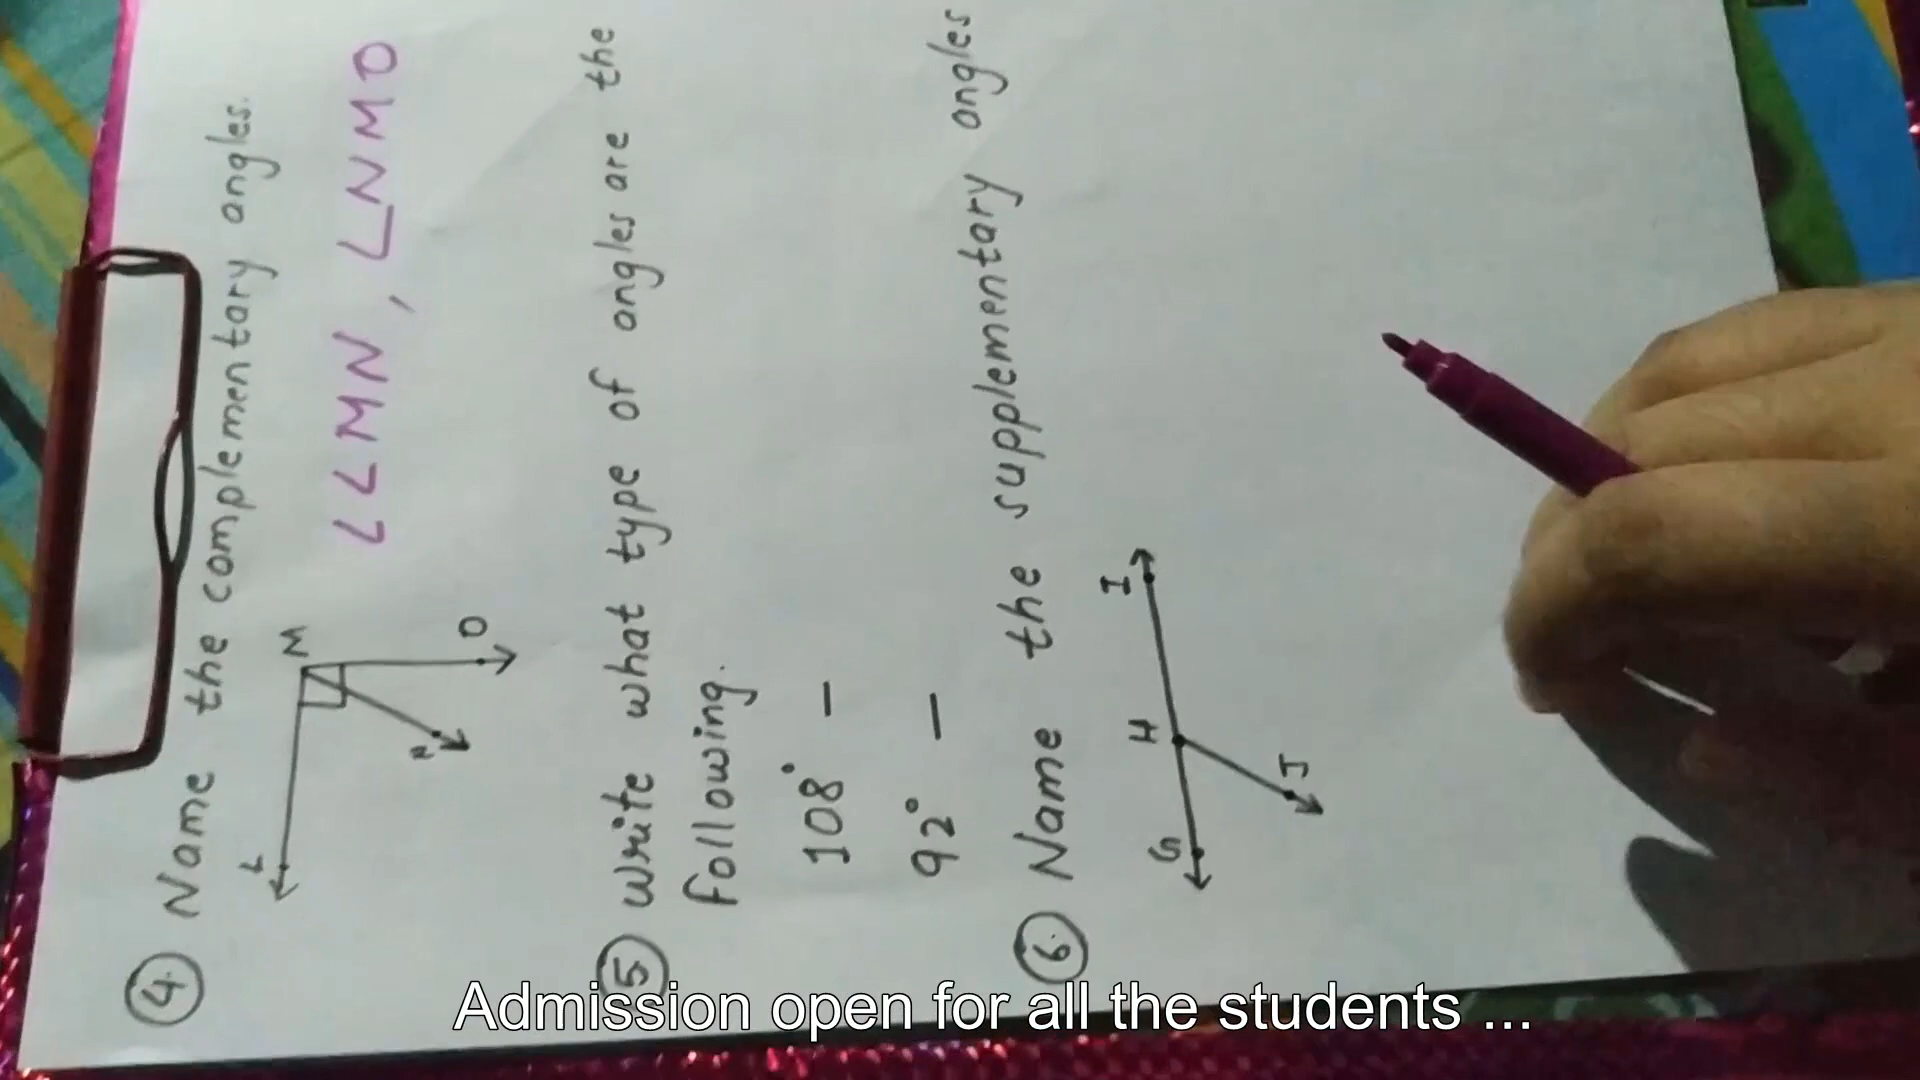 4. Name the complementary angles.
L
M
N
O
∠LMN, ∠NMO
5. Write what type of angles are the
following.
108° –
92° –
6. Name the supplementary angles
G
H
I
J
Admission open for all the students ...